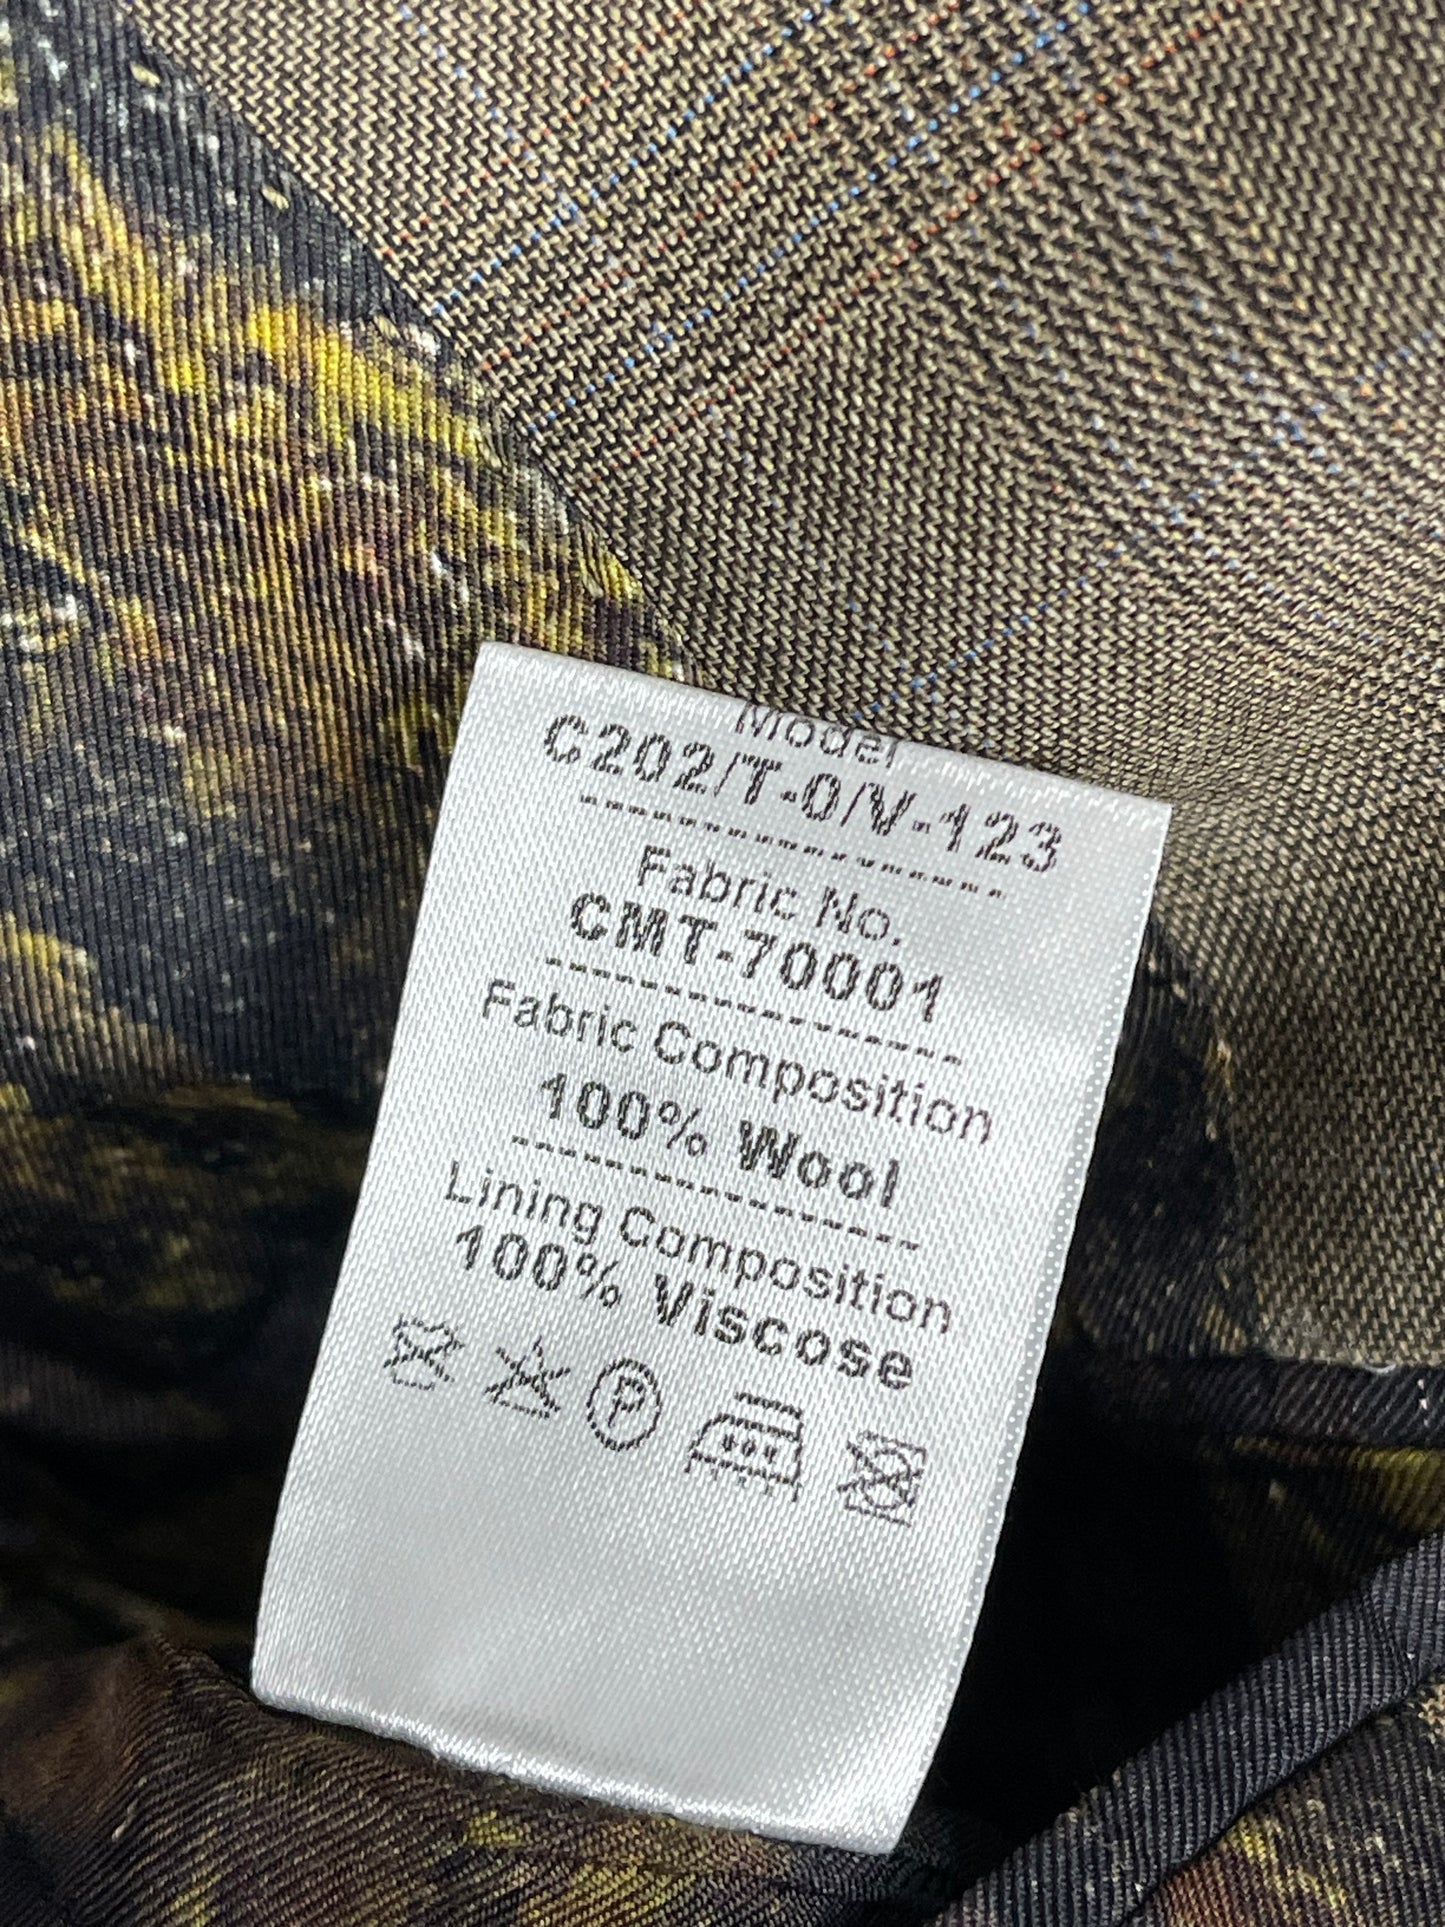 Model
C202/T-0/V-123
Fabric No.
CMT-70001
Fabric Composition
100% Wool
Lining Composition
100% Viscose
P